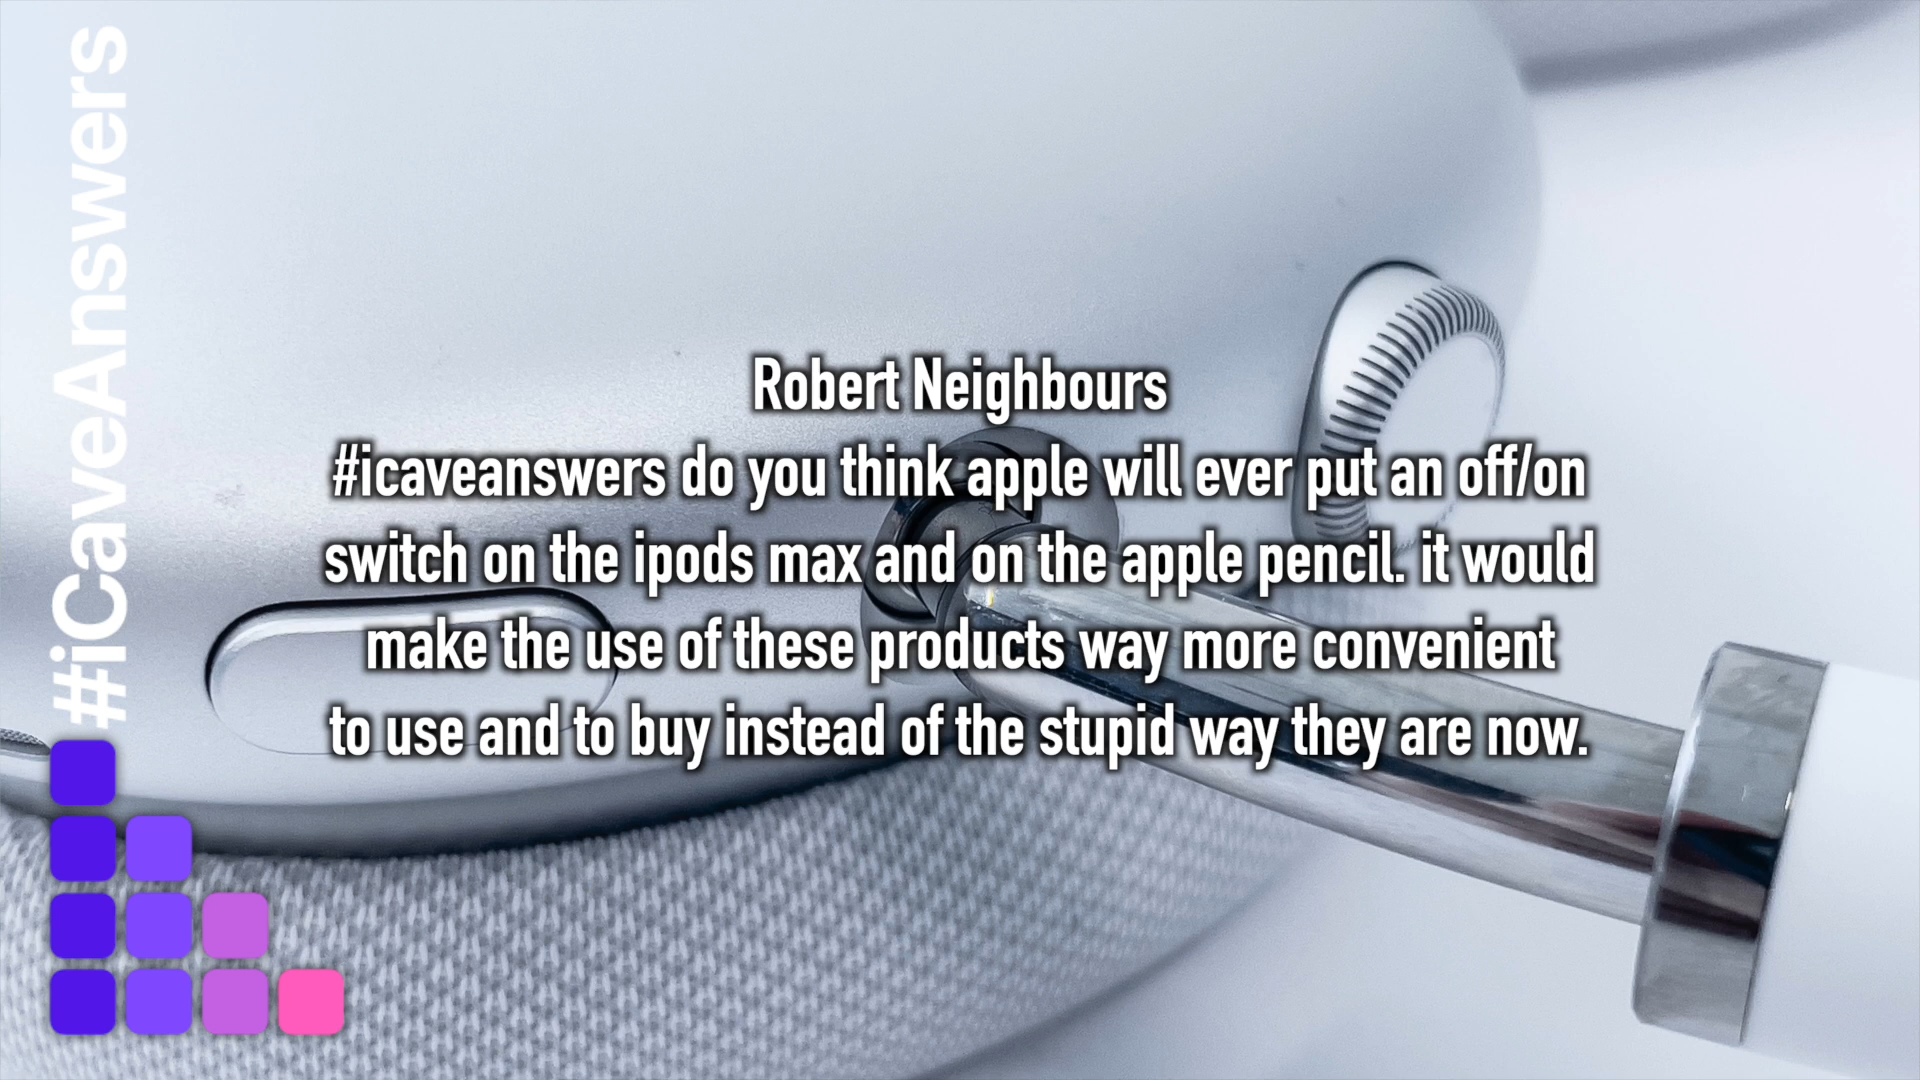 #iCaveAnswers
Robert Neighbours
#icaveanswers do you think apple will ever put an off/on
switch on the ipods max and on the apple pencil. it would
make the use of these products way more convenient
to use and to buy instead of the stupid way they are now.